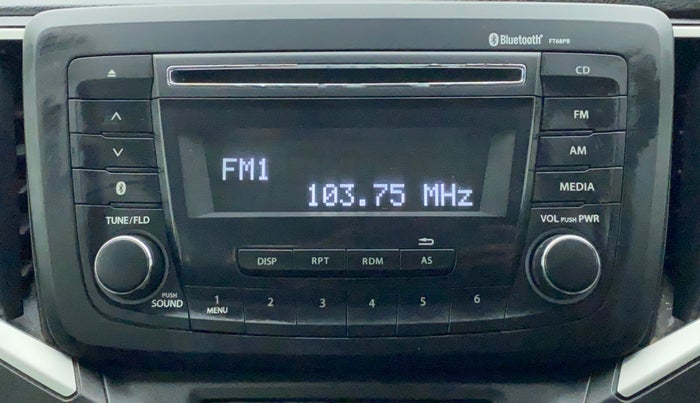 Bluetooth® FT68PB
CD
FM
AM
MEDIA
FM1
103.75 MHz
TUNE/FLD
VOL PUSH PWR
DISP RPT RDM AS
PUSH
SOUND
1 2 3 4 5 6
MENU